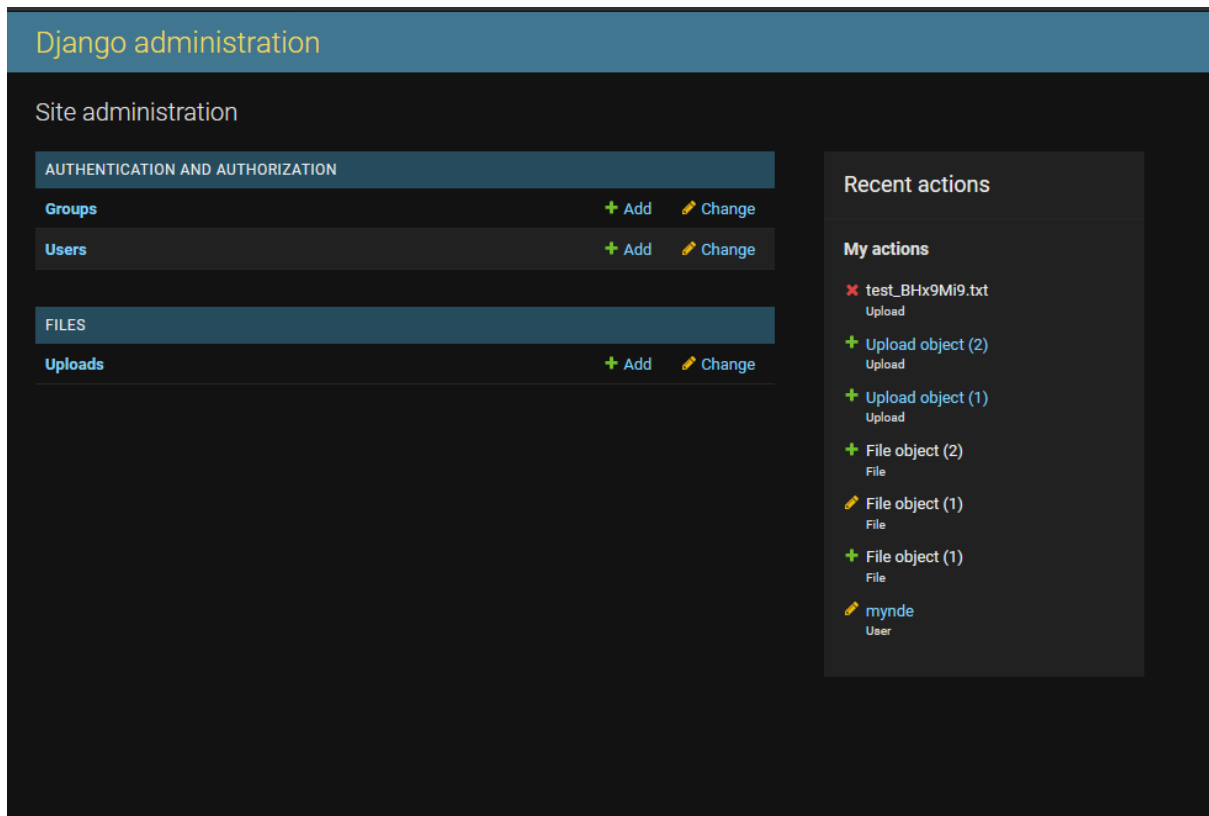 Django administration
Site administration
AUTHENTICATION AND AUTHORIZATION
Groups Add Change
Users Add Change
FILES
Uploads Add Change
Recent actions
My actions
test_BHx9Mi9.txt
Upload
Upload object (2)
Upload
Upload object (1)
Upload
File object (2)
File
File object (1)
File
File object (1)
File
mynde
User